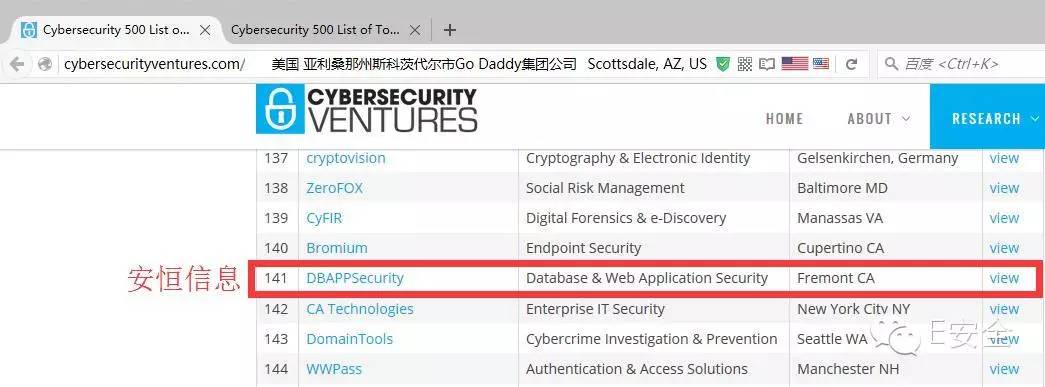 Cybersecurity 500 List o... × Cybersecurity 500 List of To... × +
cybersecurityventures.com/ 美国 亚利桑那州斯科茨代尔市Go Daddy集团公司 Scottsdale, AZ, US 百度 <Ctrl+K>
CYBERSECURITY
VENTURES
HOME ABOUT RESEARCH
137 cryptovision Cryptography & Electronic Identity Gelsenkirchen, Germany view
138 ZeroFOX Social Risk Management Baltimore MD view
139 CyFIR Digital Forensics & e-Discovery Manassas VA view
140 Bromium Endpoint Security Cupertino CA view
安恒信息 141 DBAPPSecurity Database & Web Application Security Fremont CA view
142 CA Technologies Enterprise IT Security New York City NY view
143 DomainTools Cybercrime Investigation & Prevention Seattle WA view
144 WWPass Authentication & Access Solutions Manchester NH view
E安全